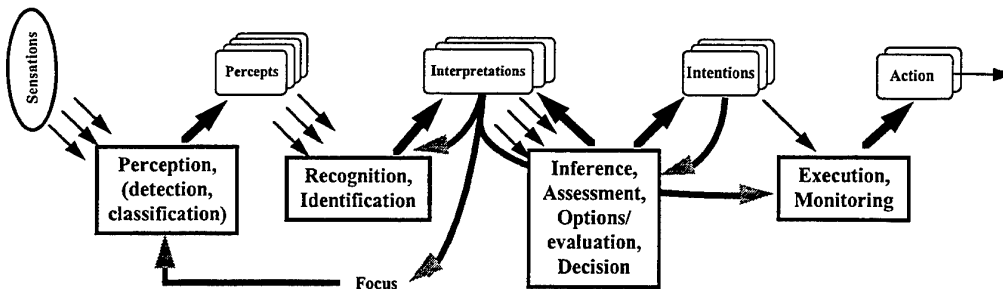 Sensations
Percepts
Interpretations
Intentions
Action
Perception,
(detection,
classification)
Recognition,
Identification
Inference,
Assessment,
Options/
evaluation,
Decision
Execution,
Monitoring
Focus